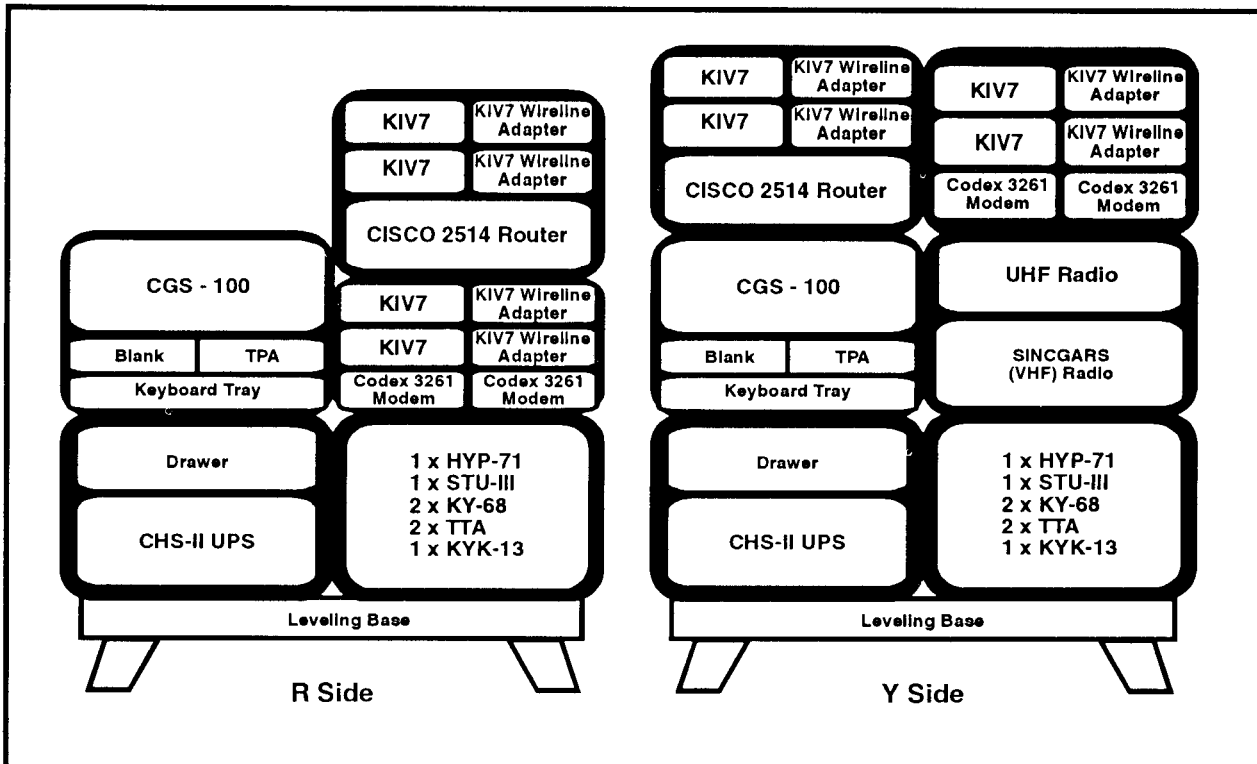 KIV7
KIV7 Wireline
Adapter
KIV7
KIV7 Wireline
Adapter
CISCO 2514 Router
CGS - 100
Blank
TPA
Keyboard Tray
KIV7
KIV7 Wireline
Adapter
KIV7
KIV7 Wireline
Adapter
Codex 3261
Modem
Codex 3261
Modem
Drawer
CHS-II UPS
1 x HYP-71
1 x STU-III
2 x KY-68
2 x TTA
1 x KYK-13
Leveling Base
R Side
KIV7
KIV7 Wireline
Adapter
KIV7
KIV7 Wireline
Adapter
CISCO 2514 Router
KIV7
KIV7 Wireline
Adapter
KIV7
KIV7 Wireline
Adapter
Codex 3261
Modem
Codex 3261
Modem
CGS - 100
Blank
TPA
Keyboard Tray
UHF Radio
SINCGARS
(VHF) Radio
Drawer
CHS-II UPS
1 x HYP-71
1 x STU-III
2 x KY-68
2 x TTA
1 x KYK-13
Leveling Base
Y Side